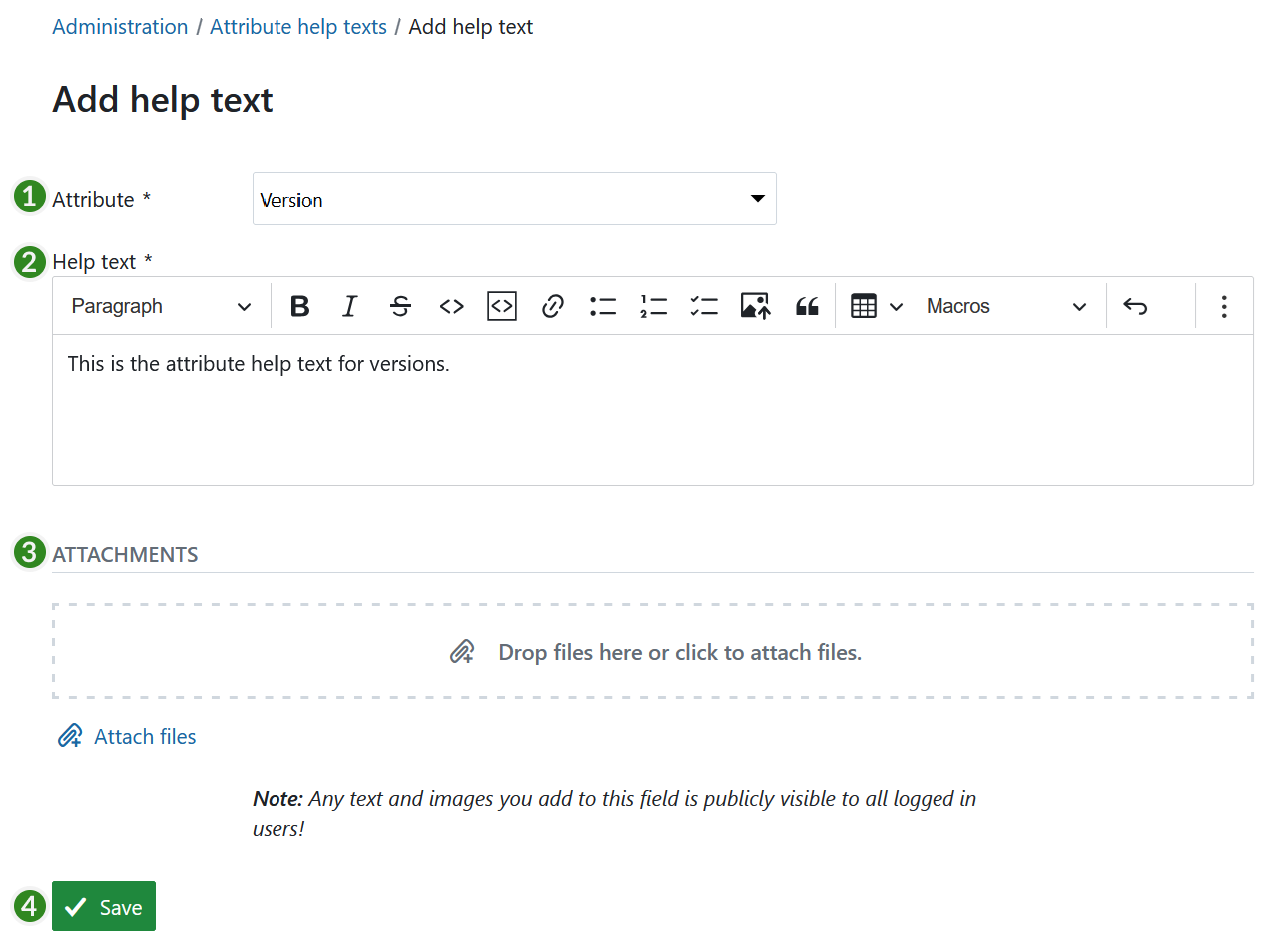 Administration / Attribute help texts / Add help text
Add help text
1 Attribute * Version
2 Help text *
Paragraph B I S Macros
This is the attribute help text for versions.
3 ATTACHMENTS
Drop files here or click to attach files.
Attach files
Note: Any text and images you add to this field is publicly visible to all logged in
users!
4 Save